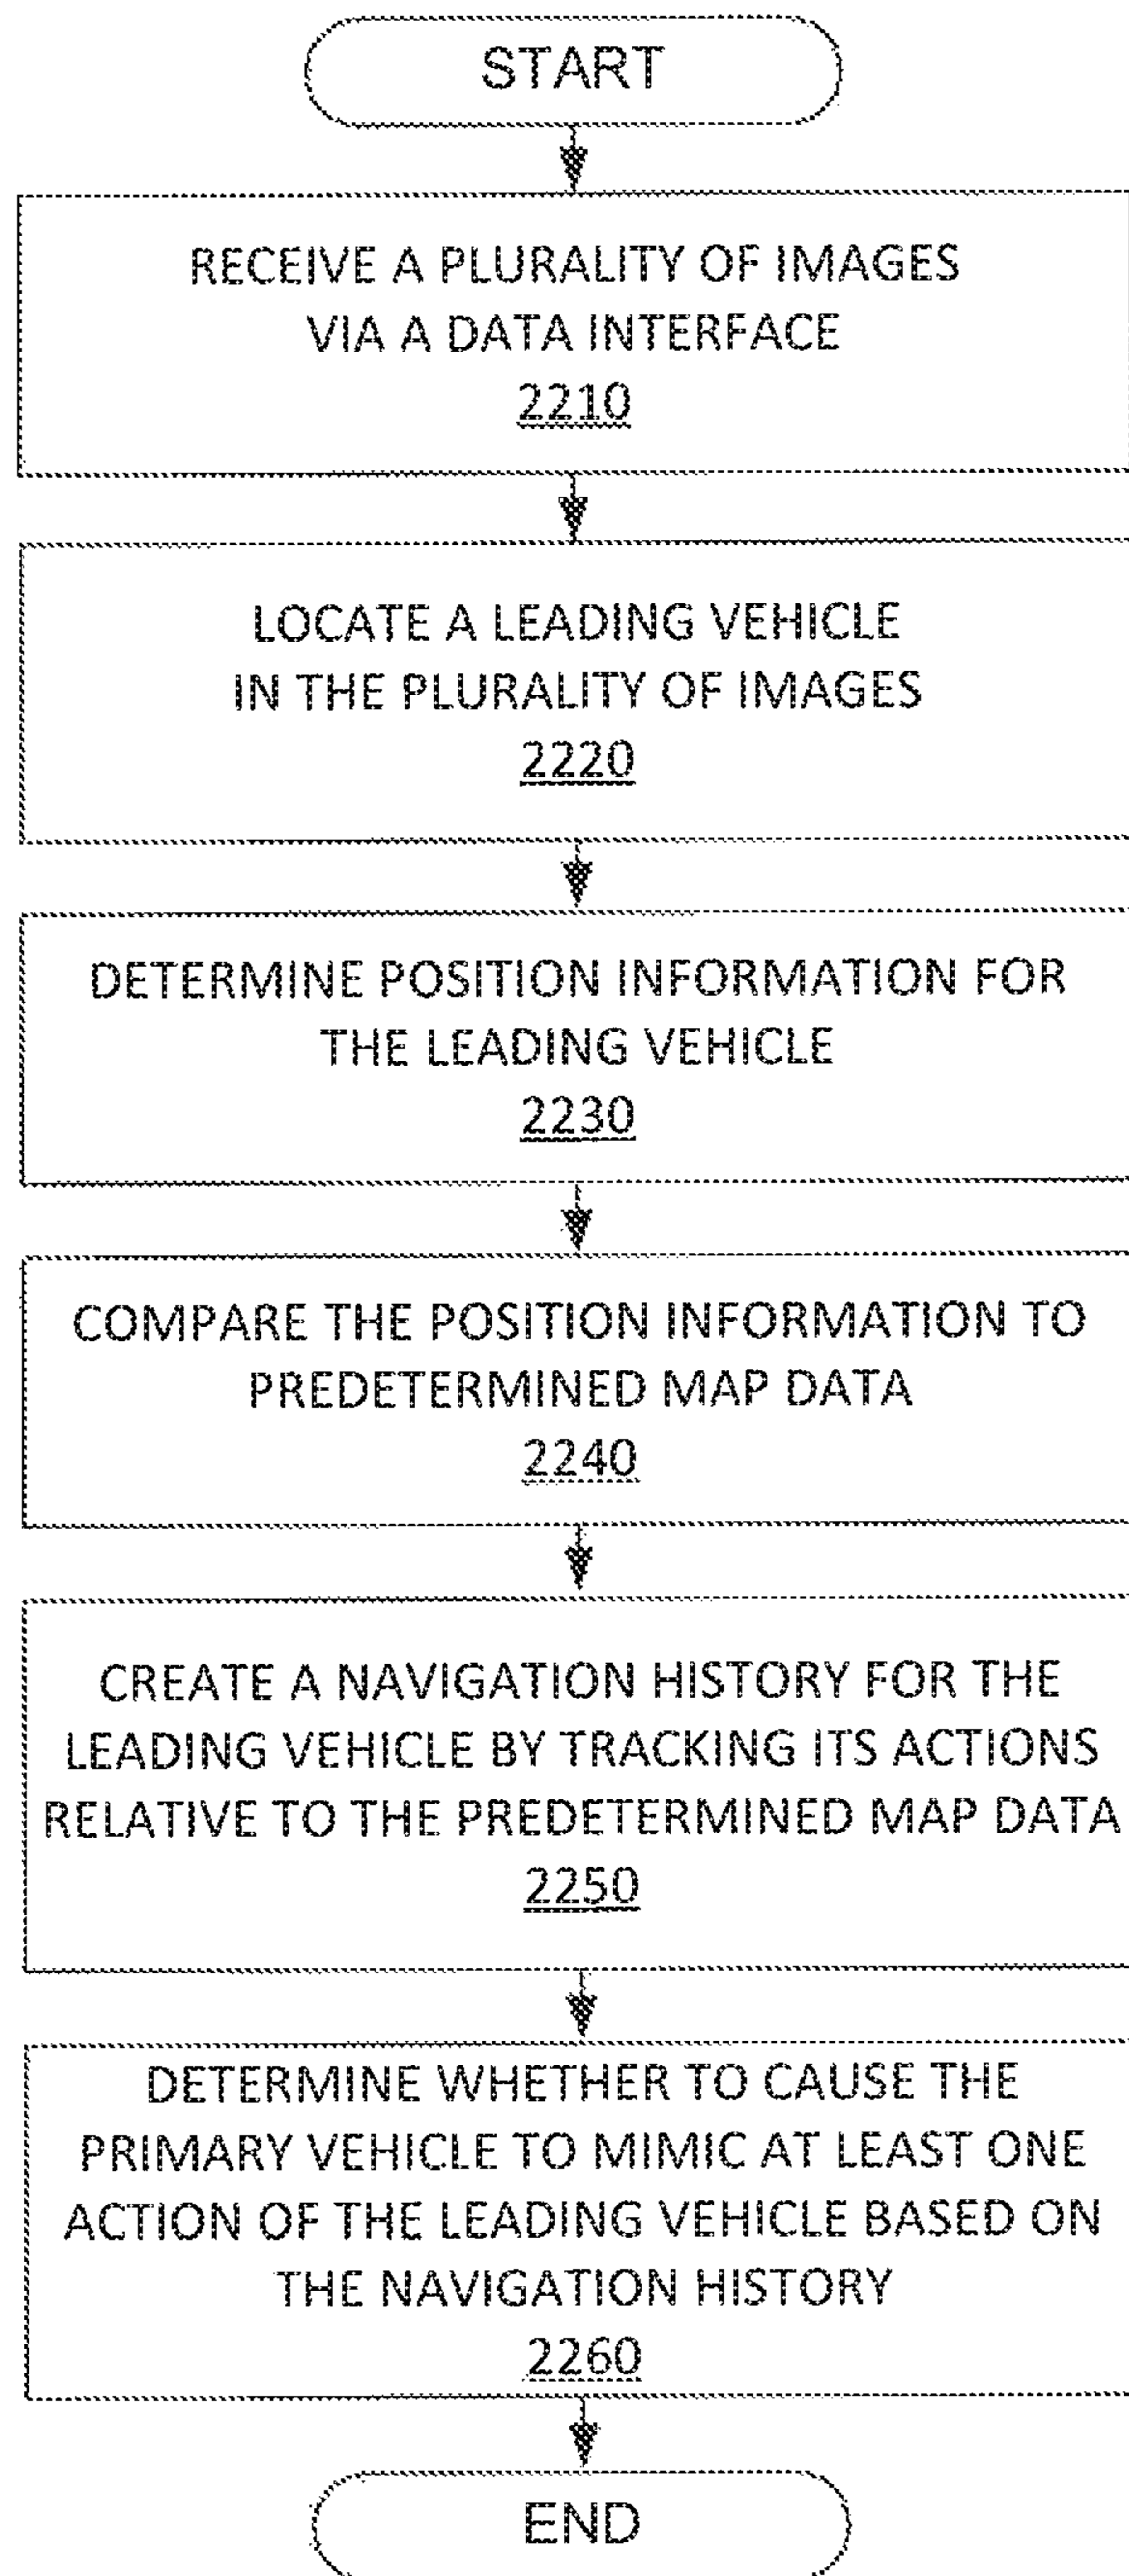 START
RECEIVE A PLURALITY OF IMAGES
VIA A DATA INTERFACE
2210
LOCATE A LEADING VEHICLE
IN THE PLURALITY OF IMAGES
2220
DETERMINE POSITION INFORMATION FOR
THE LEADING VEHICLE
2230
COMPARE THE POSITION INFORMATION TO
PREDETERMINED MAP DATA
2240
CREATE A NAVIGATION HISTORY FOR THE
LEADING VEHICLE BY TRACKING ITS ACTIONS
RELATIVE TO THE PREDETERMINED MAP DATA
2250
DETERMINE WHETHER TO CAUSE THE
PRIMARY VEHICLE TO MIMIC AT LEAST ONE
ACTION OF THE LEADING VEHICLE BASED ON
THE NAVIGATION HISTORY
2260
END